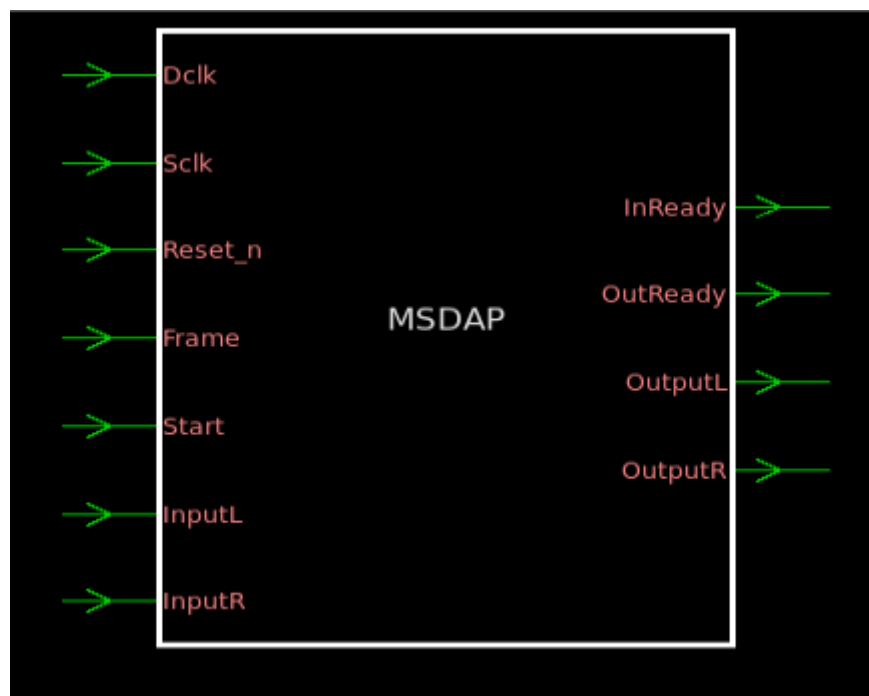 Dclk
Sclk
Reset_n
Frame
Start
InputL
InputR
MSDAP
InReady
OutReady
OutputL
OutputR